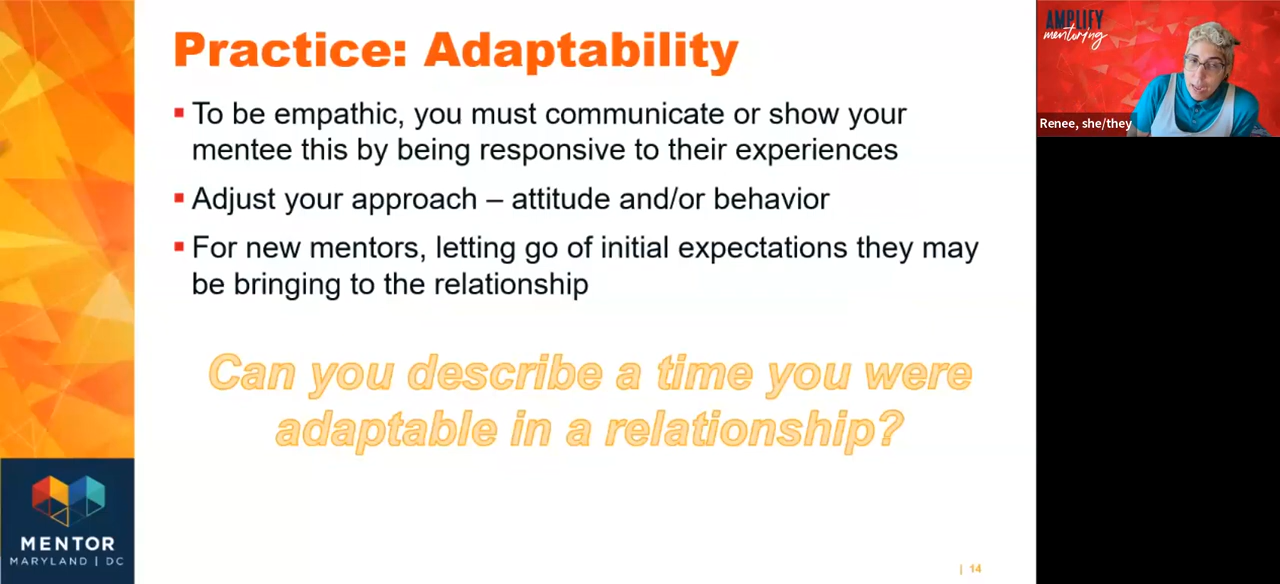 Practice: Adaptability
▪ To be empathic, you must communicate or show your
mentee this by being responsive to their experiences
▪ Adjust your approach – attitude and/or behavior
▪ For new mentors, letting go of initial expectations they may
be bringing to the relationship
Can you describe a time you were
adaptable in a relationship?
MENTOR
MARYLAND | DC
| 14
AMPLIFY
mentoring
Renee, she/they